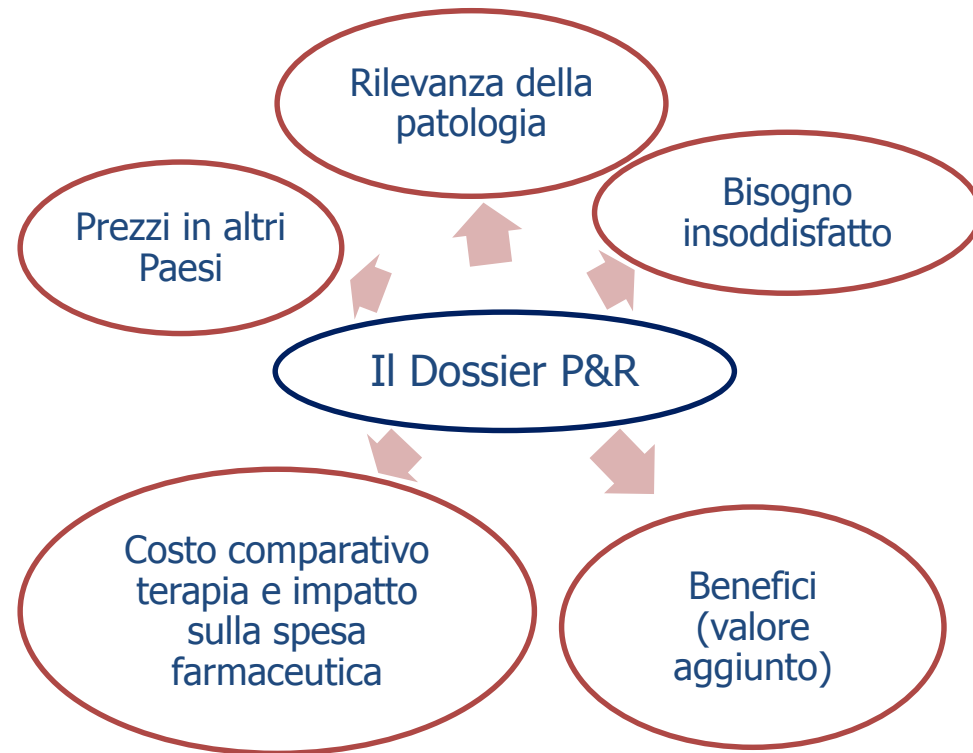 Rilevanza della
patologia
Prezzi in altri
Paesi
Bisogno
insoddisfatto
Il Dossier P&R
Costo comparativo
terapia e impatto
sulla spesa
farmaceutica
Benefici
(valore
aggiunto)